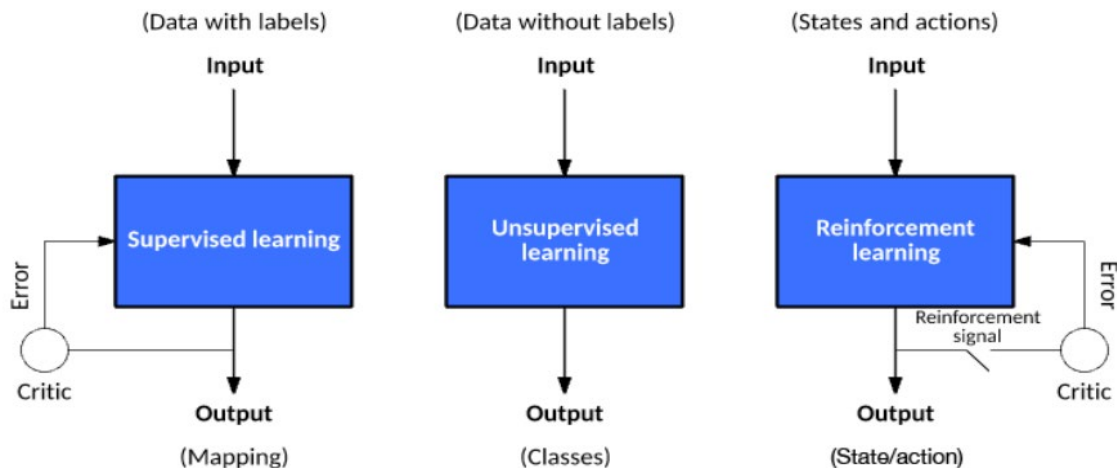 (Data with labels)
Input
Supervised learning
Error
Critic
Output
(Mapping)
(Data without labels)
Input
Unsupervised
learning
Output
(Classes)
(States and actions)
Input
Reinforcement
learning
Error
Reinforcement
signal
Critic
Output
(State/action)